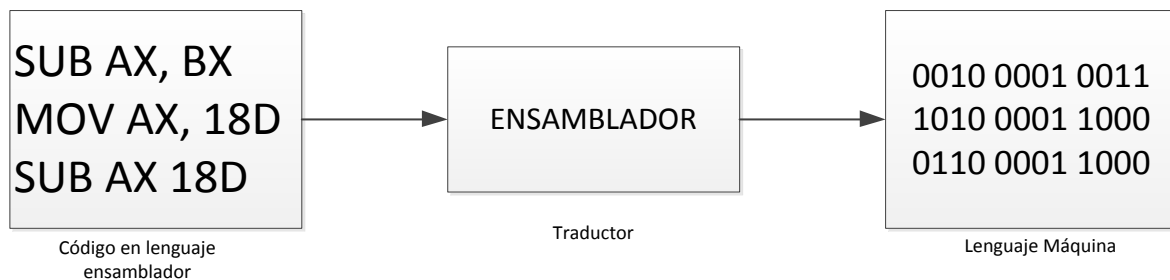 SUB AX, BX
MOV AX, 18D
SUB AX 18D
Código en lenguaje
ensamblador
ENSAMBLADOR
Traductor
0010 0001 0011
1010 0001 1000
0110 0001 1000
Lenguaje Máquina